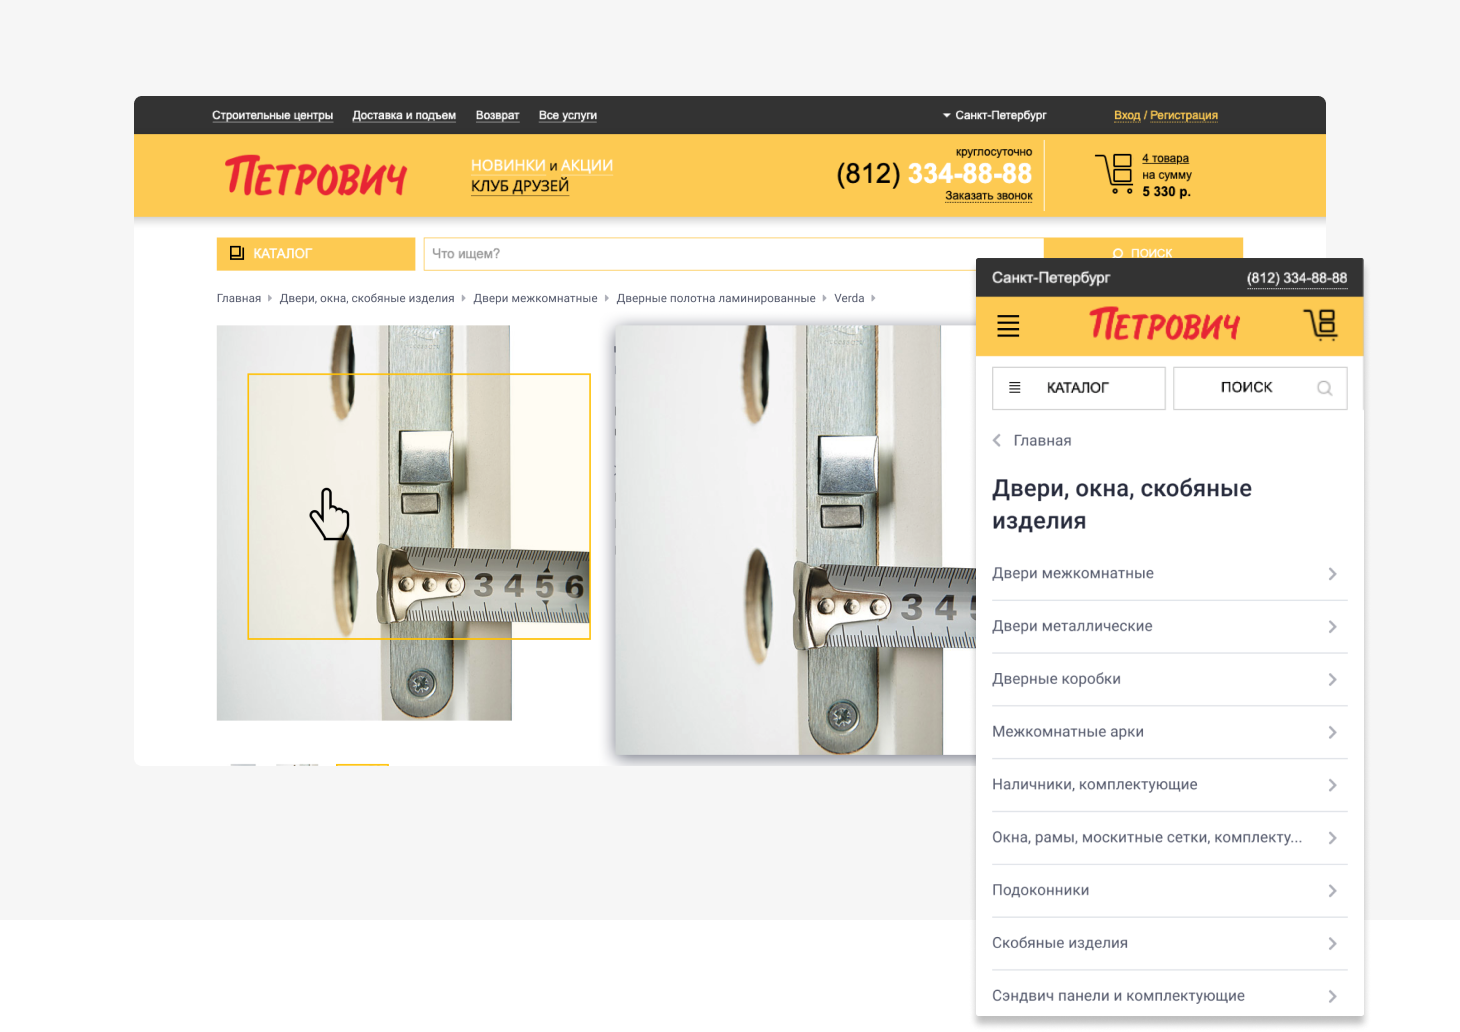 Строительные центры Доставка и подъем Возврат Все услуги Санкт-Петербург Вход / Регистрация
ПЕТРОВИЧ
НОВИНКИ и АКЦИИ
КЛУБ ДРУЗЕЙ
круглосуточно
(812) 334-88-88
Заказать звонок
4 товара
на сумму
5 330 р.
КАТАЛОГ
Что ищем?
ПОИСК
Главная Двери, окна, скобяные изделия Двери межкомнатные Дверные полотна ламинированные Verda
3 4 5 6
3 4
Санкт-Петербург (812) 334-88-88
ПЕТРОВИЧ
КАТАЛОГ ПОИСК
Главная
Двери, окна, скобяные
изделия
Двери межкомнатные
Двери металлические
Дверные коробки
Межкомнатные арки
Наличники, комплектующие
Окна, рамы, москитные сетки, комплекту...
Подоконники
Скобяные изделия
Сэндвич панели и комплектующие